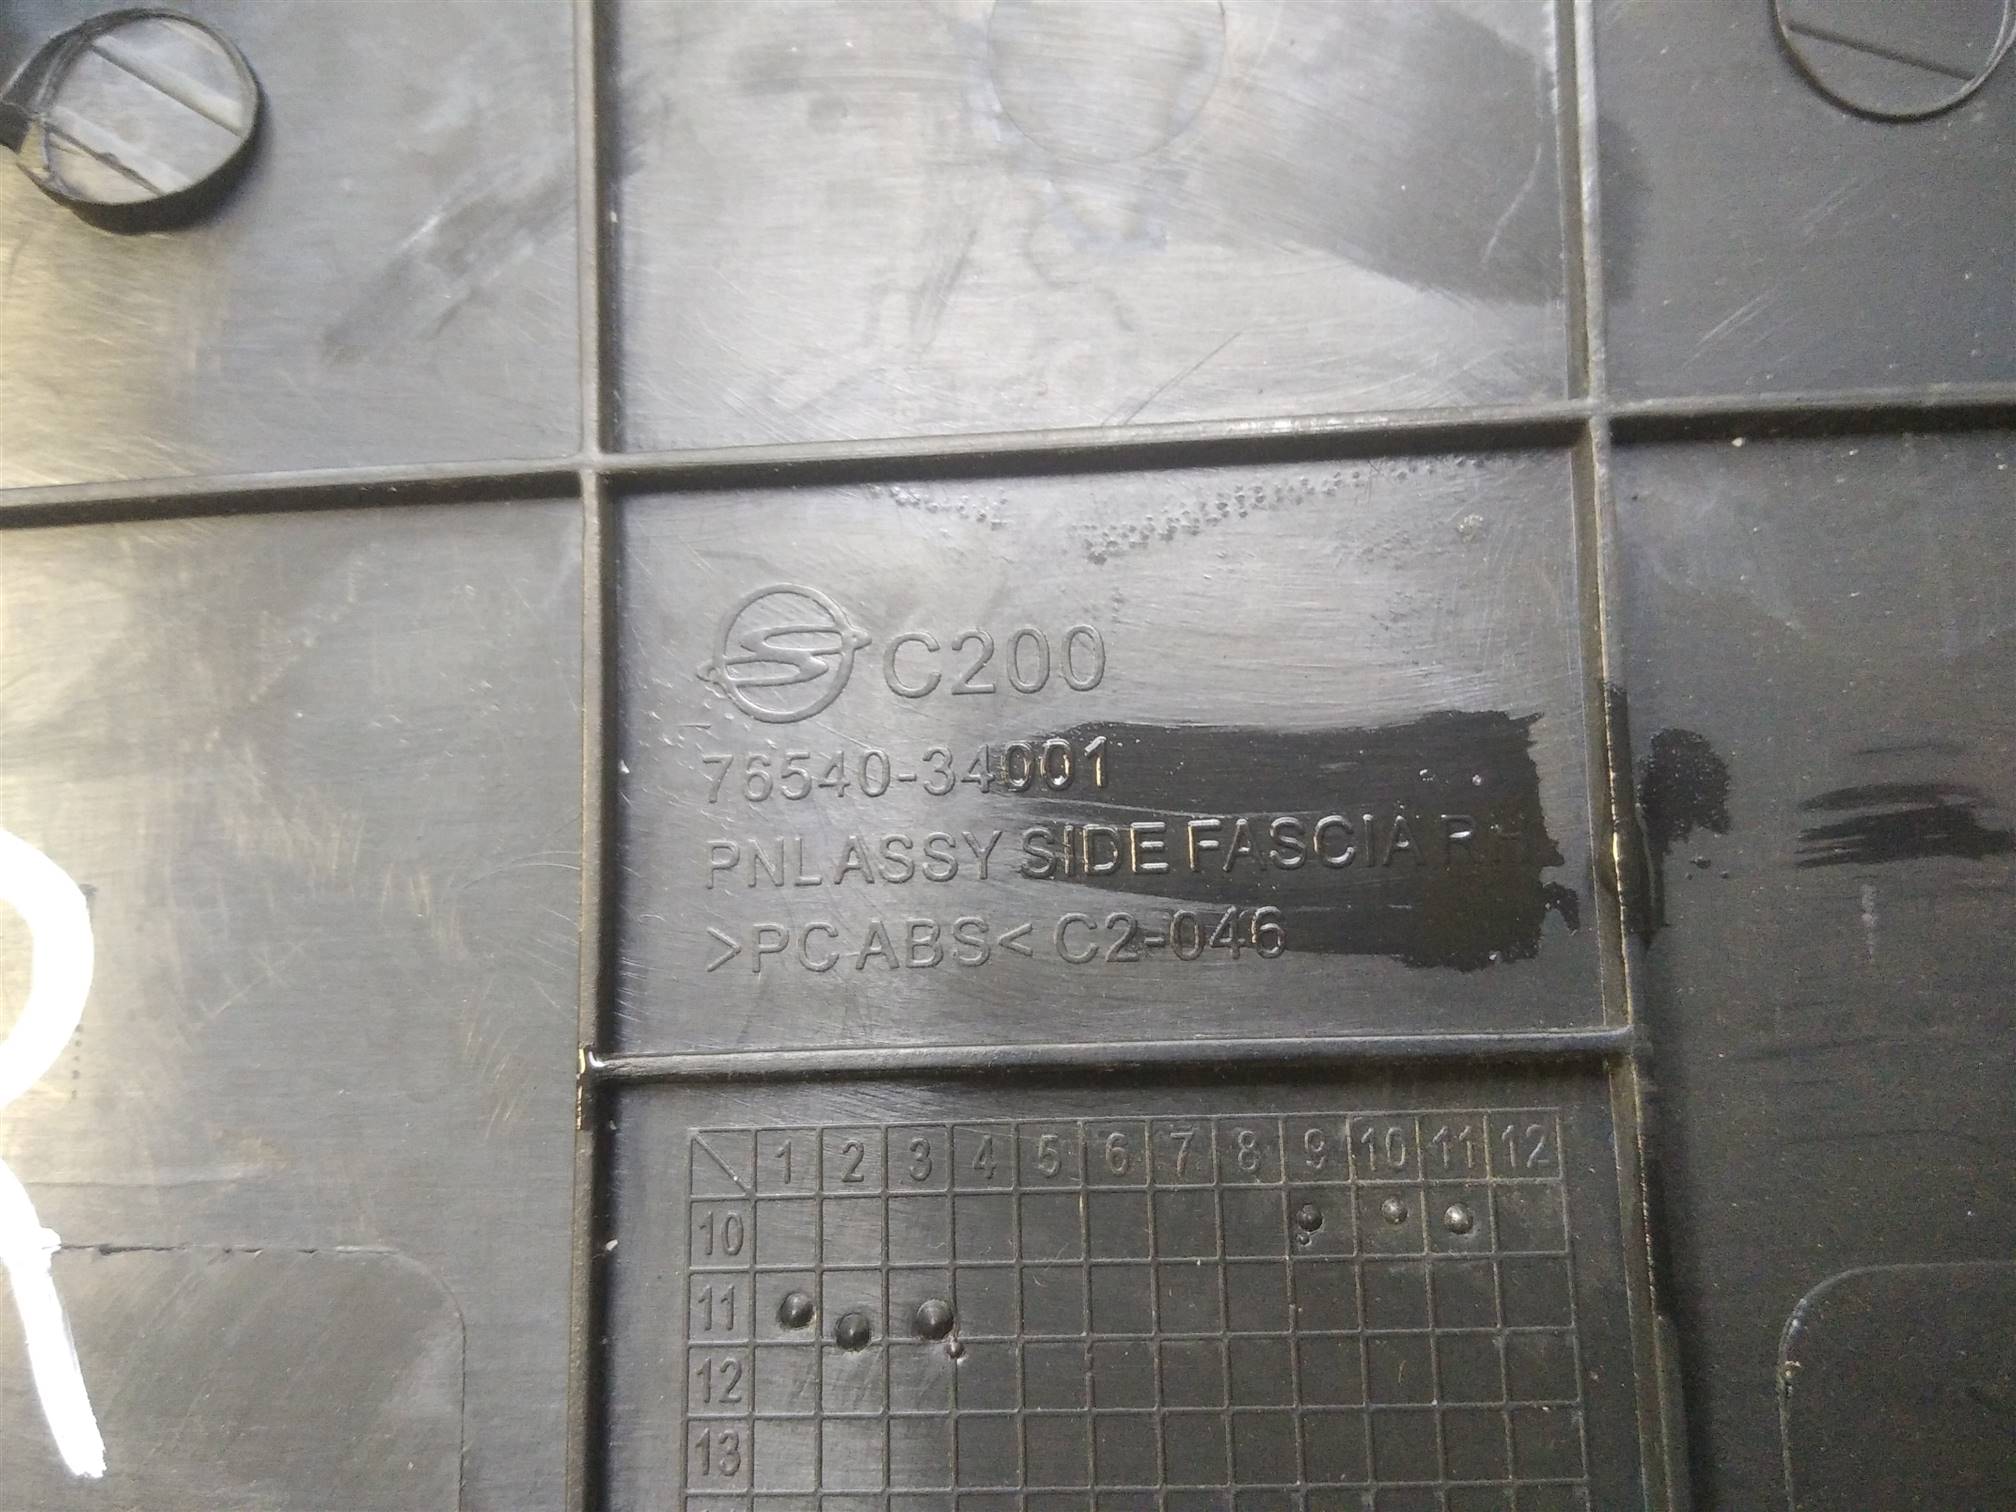 C200
76540-34001
PNL ASSY SIDE FASCIA RH
>PC ABS< C2-046
1 2 3 4 5 6 7 8 9 10 11 12
10
11
12
13